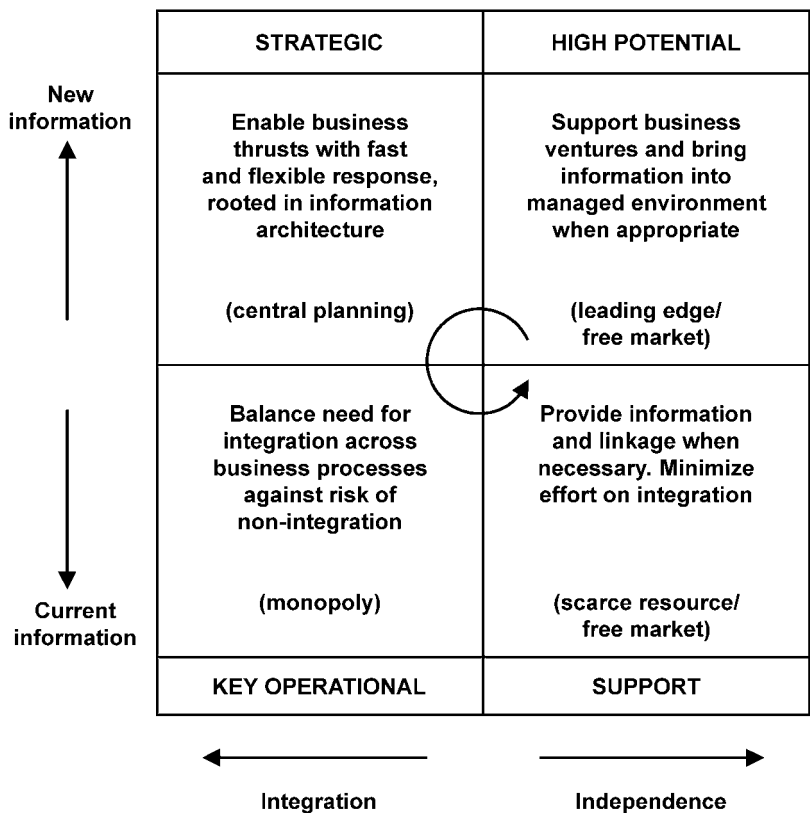 STRATEGIC
HIGH POTENTIAL
New
information
Enable business
thrusts with fast
and flexible response,
rooted in information
architecture
(central planning)
Support business
ventures and bring
information into
managed environment
when appropriate
(leading edge/
free market)
Balance need for
integration across
business processes
against risk of
non-integration
(monopoly)
Provide information
and linkage when
necessary. Minimize
effort on integration
(scarce resource/
free market)
Current
information
KEY OPERATIONAL
SUPPORT
Integration
Independence